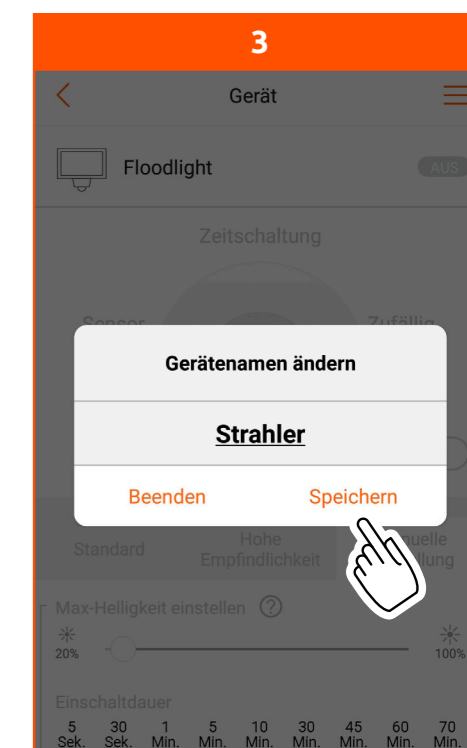 3
Gerät
Floodlight AUS
Zeitschaltung
Sensor Zufällig
Gerätenamen ändern
Strahler
Beenden Speichern
Standard Hohe
Empfindlichkeit
Max-Helligkeit einstellen ?
20% 100%
Einschaltdauer
5 30 1 5 10 30 45 60 70
Sek. Sek. Min. Min. Min. Min. Min. Min. Min.